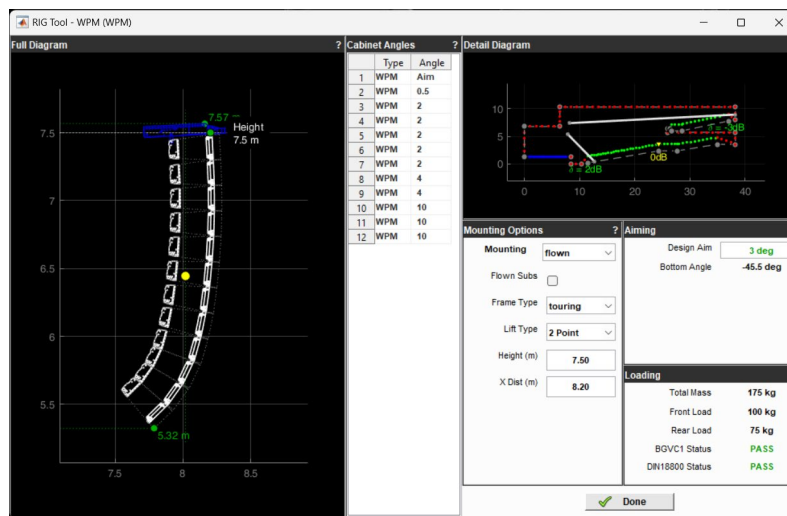 RIG Tool - WPM (WPM)
Full Diagram ?
7.57
Height
7.5 m
7.5
7
6.5
6
5.5
5.32 m
7.5 8 8.5
Cabinet Angles ?
Type Angle
1 WPM Aim
2 WPM 0.5
3 WPM 2
4 WPM 2
5 WPM 2
6 WPM 2
7 WPM 2
8 WPM 4
9 WPM 4
10 WPM 10
11 WPM 10
12 WPM 10
Detail Diagram
10
5
0
= -3dB
0dB
= 2dB
0 10 20 30 40
Mounting Options ?
Mounting flown
Flown Subs
Frame Type touring
Lift Type 2 Point
Height (m) 7.50
X Dist (m) 8.20
Aiming
Design Aim 3 deg
Bottom Angle -45.5 deg
Loading
Total Mass 175 kg
Front Load 100 kg
Rear Load 75 kg
BGVC1 Status PASS
DIN18800 Status PASS
Done